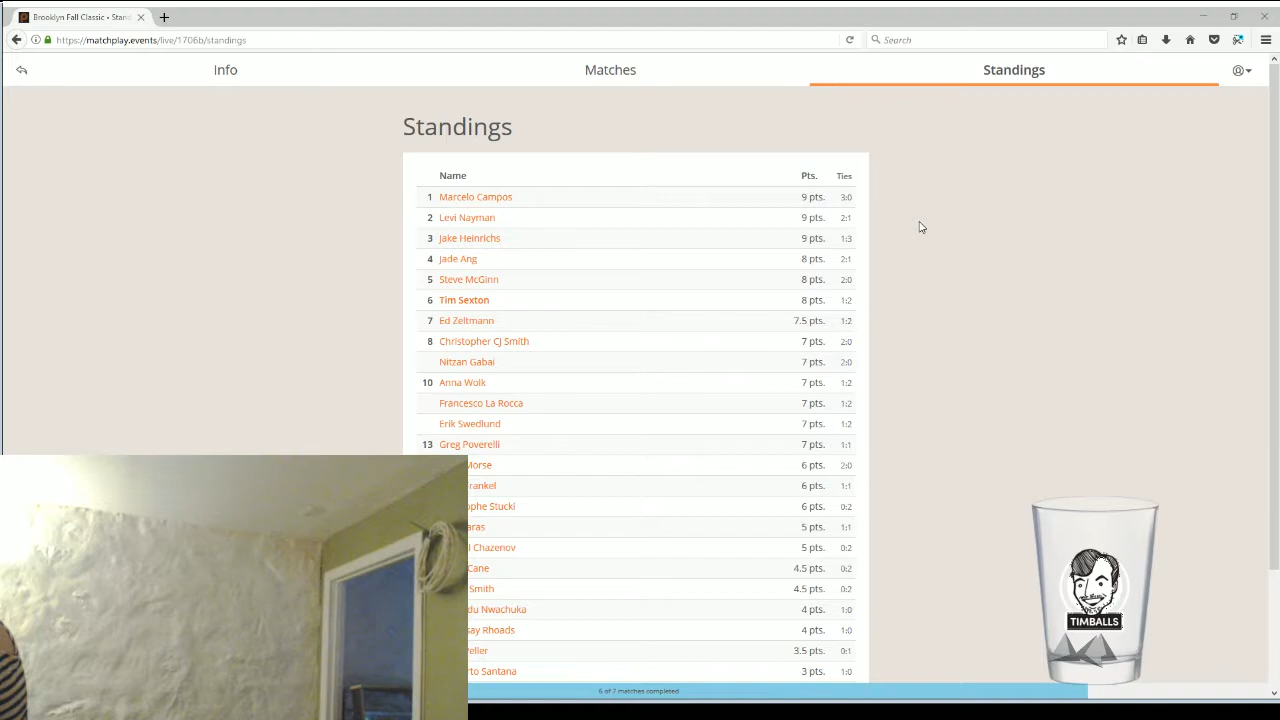 Brooklyn Fall Classic • Stand
https://matchplay.events/live/1706b/standings
Search
Info Matches Standings
Standings
Name Pts. Ties
1 Marcelo Campos 9 pts. 3:0
2 Levi Nayman 9 pts. 2:1
3 Jake Heinrichs 9 pts. 1:3
4 Jade Ang 8 pts. 2:1
5 Steve McGinn 8 pts. 2:0
6 Tim Sexton 8 pts. 1:2
7 Ed Zeltmann 7.5 pts. 1:2
8 Christopher CJ Smith 7 pts. 2:0
Nitzan Gabai 7 pts. 2:0
10 Anna Wolk 7 pts. 1:2
Francesco La Rocca 7 pts. 1:2
Erik Swedlund 7 pts. 1:2
13 Greg Poverelli 7 pts. 1:1
Morse 6 pts. 2:0
rankel 6 pts. 1:1
ophe Stucki 6 pts. 0:2
aras 5 pts. 1:1
l Chazenov 5 pts. 0:2
Cane 4.5 pts. 0:2
Smith 4.5 pts. 0:2
du Nwachuka 4 pts. 1:0
say Rhoads 4 pts. 1:0
eller 3.5 pts. 0:1
rto Santana 3 pts. 1:0
6 of 7 matches completed
TIMBALLS